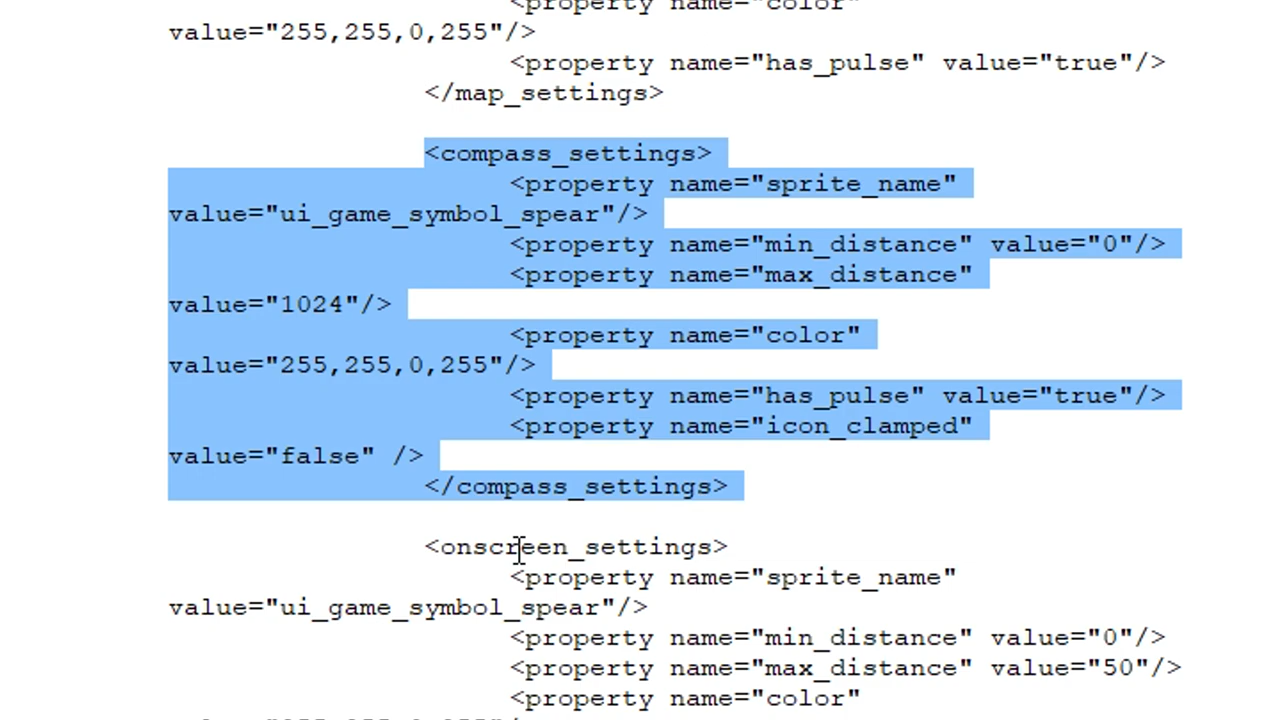 <property name="color"
value="255,255,0,255"/>
<property name="has_pulse" value="true"/>
</map_settings>
<compass_settings>
<property name="sprite_name"
value="ui_game_symbol_spear"/>
<property name="min_distance" value="0"/>
<property name="max_distance"
value="1024"/>
<property name="color"
value="255,255,0,255"/>
<property name="has_pulse" value="true"/>
<property name="icon_clamped"
value="false" />
</compass_settings>
<onscreen_settings>
<property name="sprite_name"
value="ui_game_symbol_spear"/>
<property name="min_distance" value="0"/>
<property name="max_distance" value="50"/>
<property name="color"